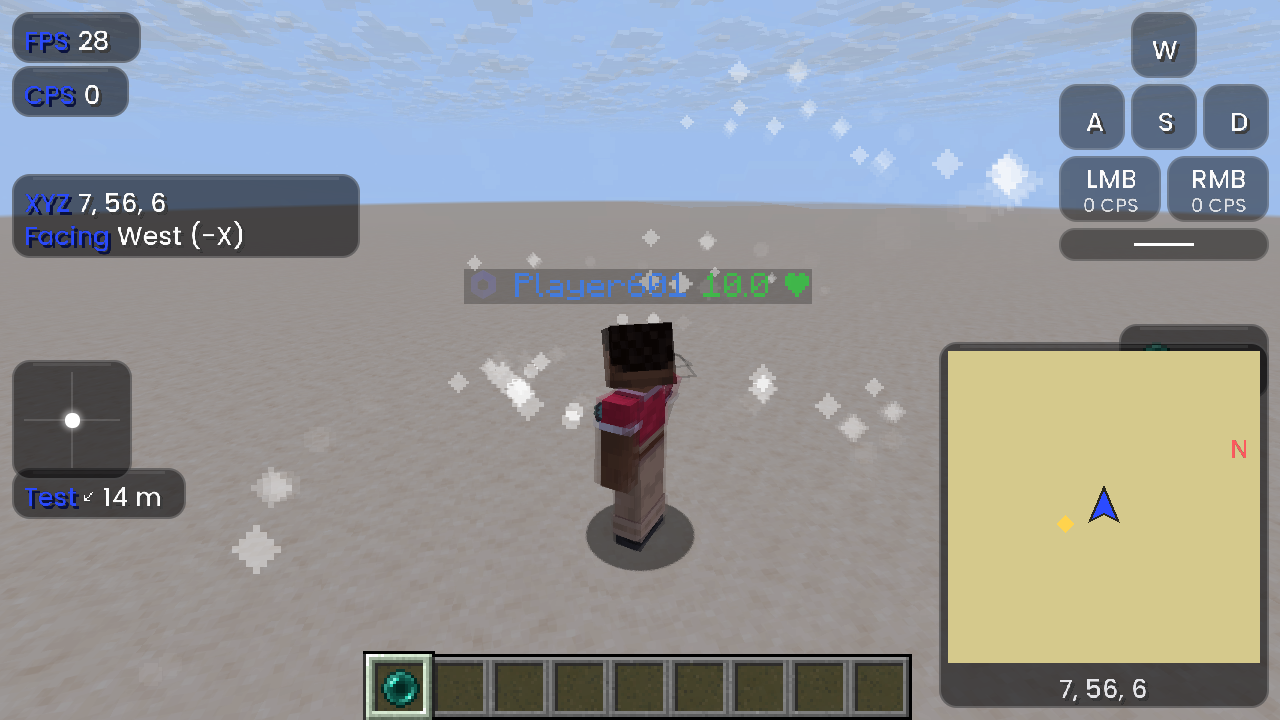 FPS 28
CPS 0
W
A S D
LMB
0 CPS
RMB
0 CPS
XYZ 7, 56, 6
Facing West (-X)
Player601 10.0
N
Test 14 m
7, 56, 6